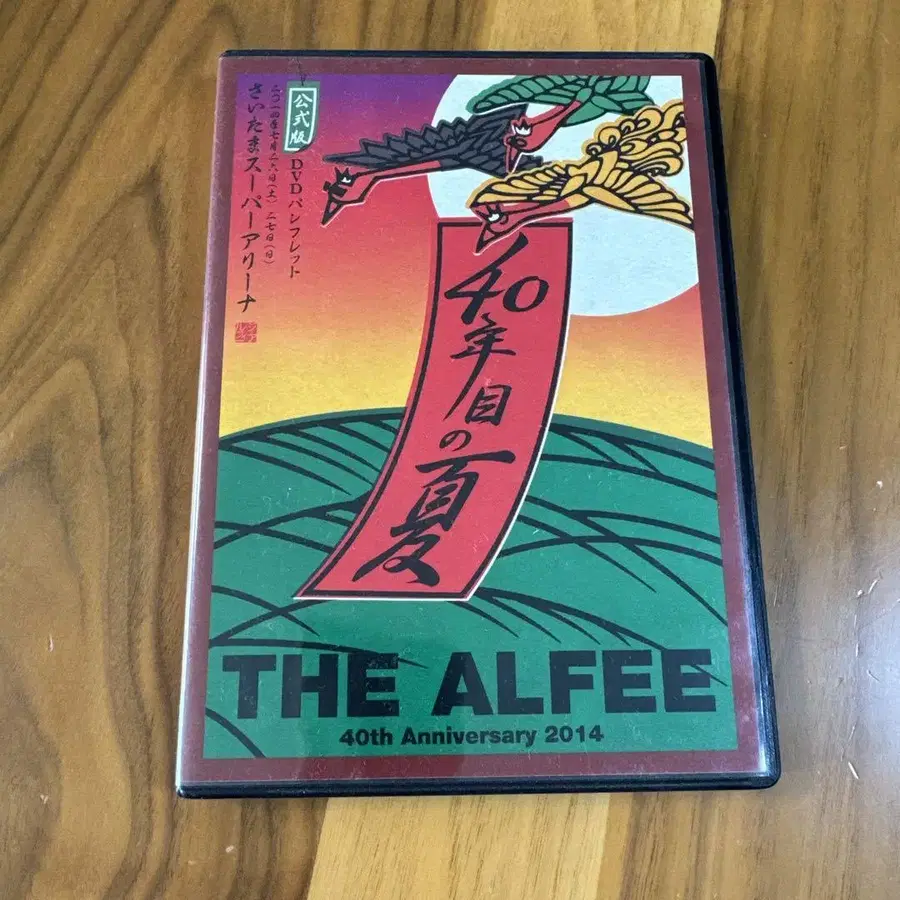 さいたまスーパーアリーナ
二〇一四年七月二六日(土)二七日(日)
公式版
DVDパンフレット
40年目の夏
THE ALFEE
40th Anniversary 2014